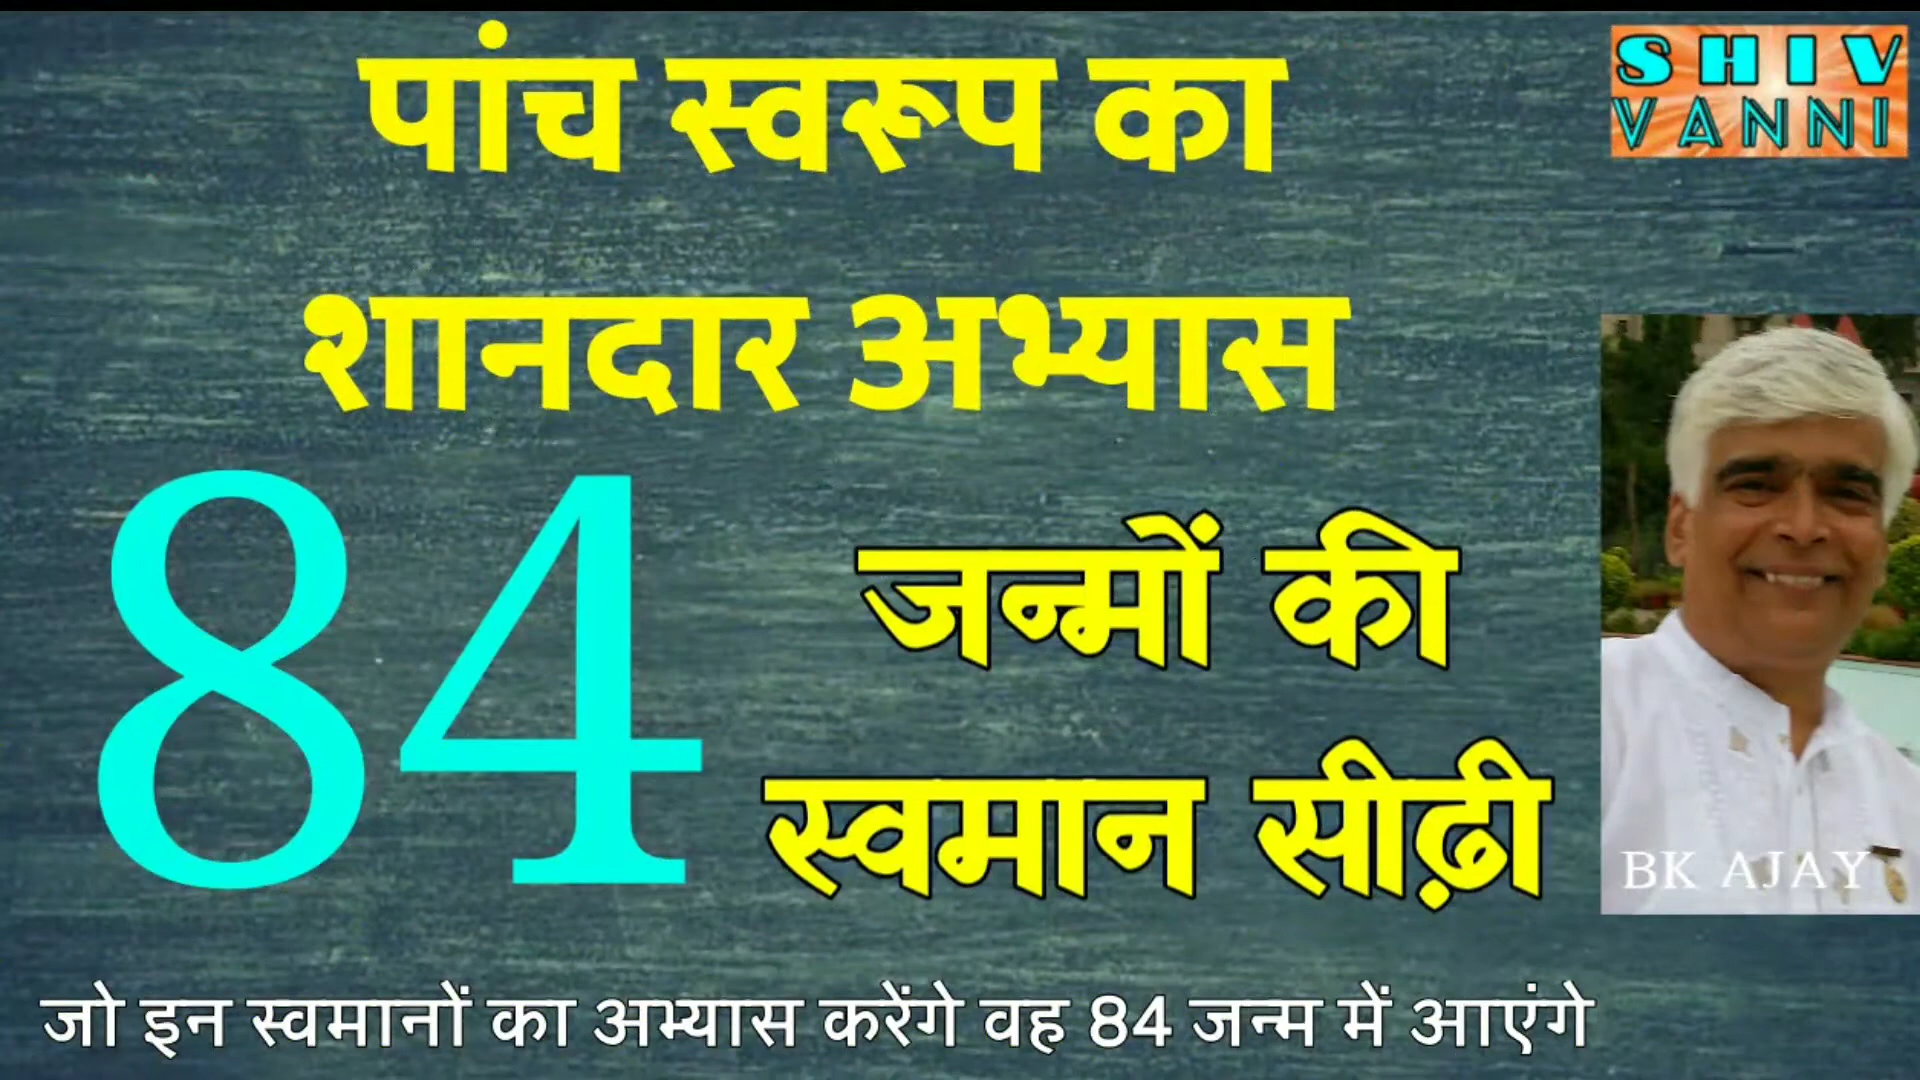 पांच स्वरूप का
SHIV
VANNI
शानदार अभ्यास
84
जन्मों की
स्वमान सीढ़ी
BK AJAY
जो इन स्वमानों का अभ्यास करेंगे वह 84 जन्म में आएंगे